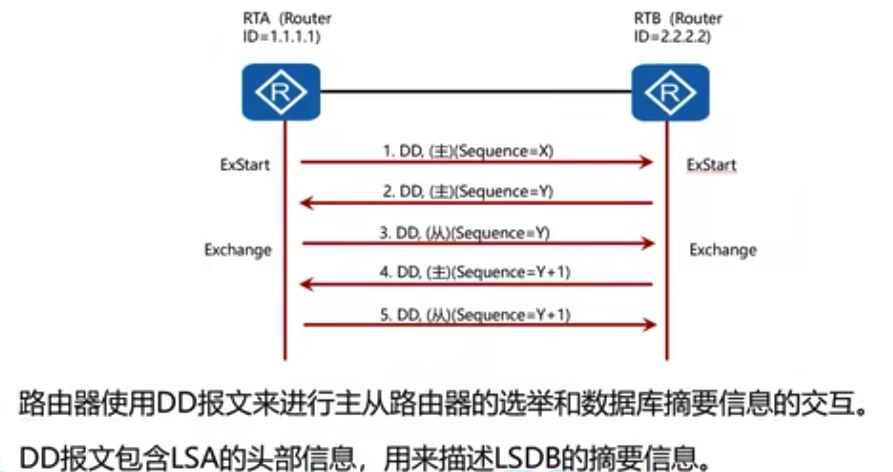 RTA (Router
ID=1.1.1.1)
RTB (Router
ID=2.2.2.2)
R
R
1. DD, (主)(Sequence=X)
ExStart
ExStart
2. DD, (主)(Sequence=Y)
3. DD, (从)(Sequence=Y)
Exchange
Exchange
4. DD, (主)(Sequence=Y+1)
5. DD, (从)(Sequence=Y+1)
路由器使用DD报文来进行主从路由器的选举和数据库摘要信息的交互。
DD报文包含LSA的头部信息，用来描述LSDB的摘要信息。